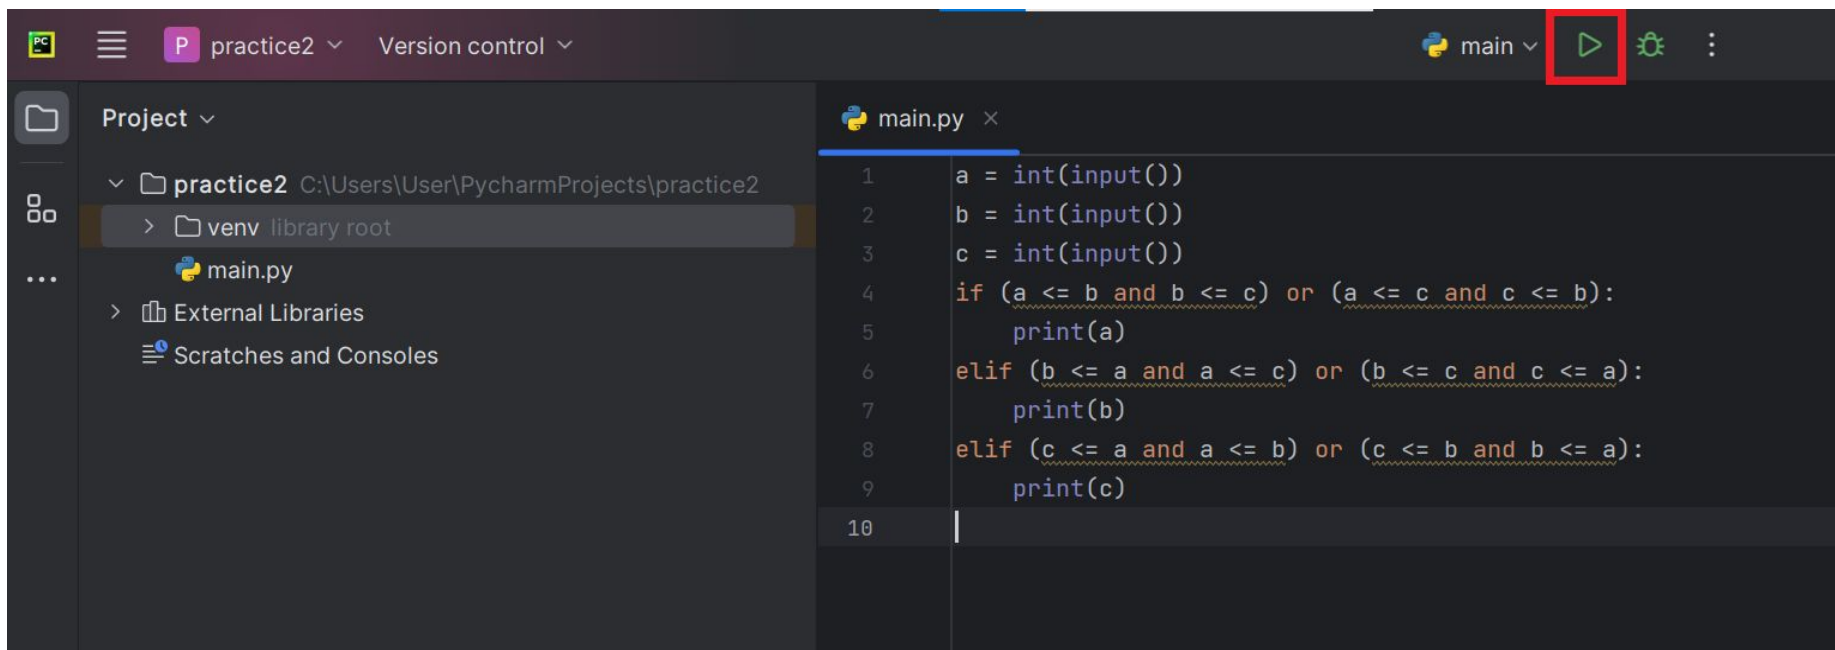 PC P practice2 Version control main
Project
main.py
practice2 C:\Users\User\PycharmProjects\practice2
venv library root
main.py
External Libraries
Scratches and Consoles
1 a = int(input())
2 b = int(input())
3 c = int(input())
4 if (a <= b and b <= c) or (a <= c and c <= b):
5     print(a)
6 elif (b <= a and a <= c) or (b <= c and c <= a):
7     print(b)
8 elif (c <= a and a <= b) or (c <= b and b <= a):
9     print(c)
10